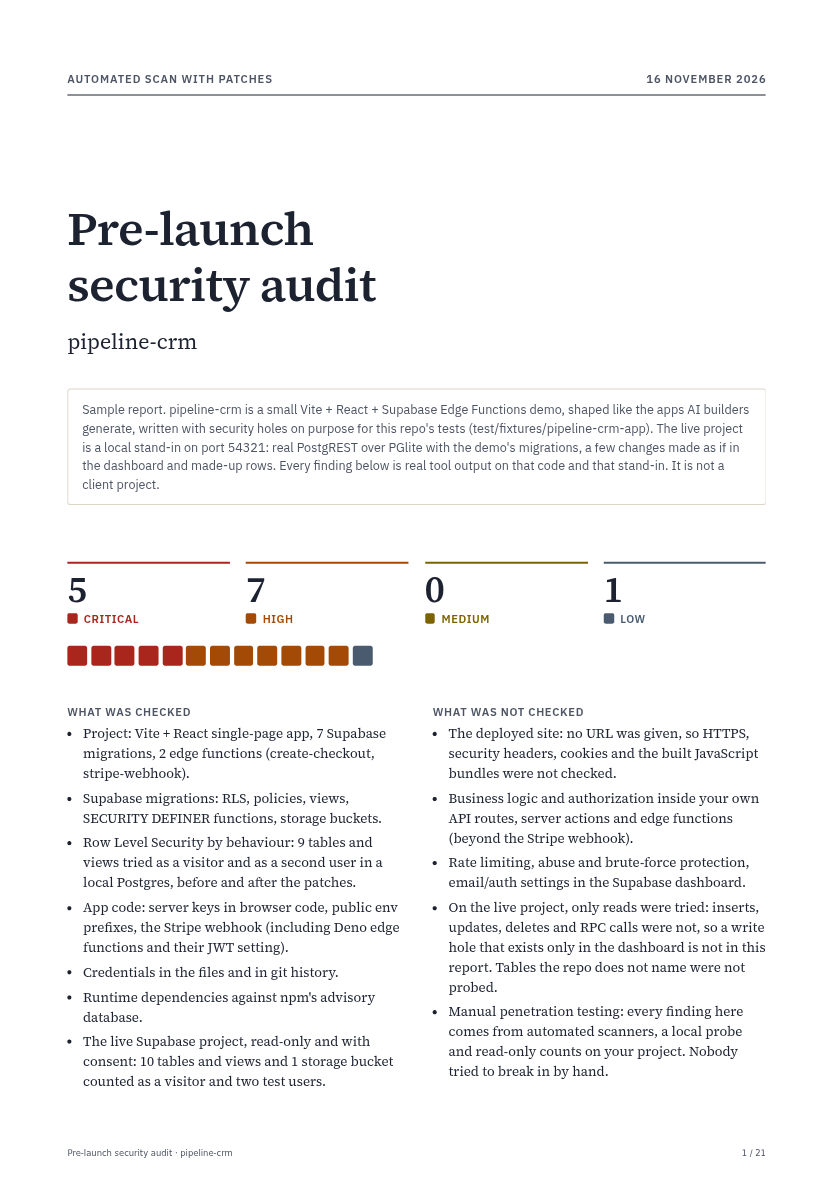 AUTOMATED SCAN WITH PATCHES
16 NOVEMBER 2026
Pre-launch
security audit
pipeline-crm
Sample report. pipeline-crm is a small Vite + React + Supabase Edge Functions demo, shaped like the apps AI builders
generate, written with security holes on purpose for this repo's tests (test/fixtures/pipeline-crm-app). The live project
is a local stand-in on port 54321: real PostgREST over PGlite with the demo's migrations, a few changes made as if in
the dashboard and made-up rows. Every finding below is real tool output on that code and that stand-in. It is not a
client project.
5
CRITICAL
7
HIGH
0
MEDIUM
1
LOW
WHAT WAS CHECKED
• Project: Vite + React single-page app, 7 Supabase
migrations, 2 edge functions (create-checkout,
stripe-webhook).
• Supabase migrations: RLS, policies, views,
SECURITY DEFINER functions, storage buckets.
• Row Level Security by behaviour: 9 tables and
views tried as a visitor and as a second user in a
local Postgres, before and after the patches.
• App code: server keys in browser code, public env
prefixes, the Stripe webhook (including Deno edge
functions and their JWT setting).
• Credentials in the files and in git history.
• Runtime dependencies against npm's advisory
database.
• The live Supabase project, read-only and with
consent: 10 tables and views and 1 storage bucket
counted as a visitor and two test users.
WHAT WAS NOT CHECKED
• The deployed site: no URL was given, so HTTPS,
security headers, cookies and the built JavaScript
bundles were not checked.
• Business logic and authorization inside your own
API routes, server actions and edge functions
(beyond the Stripe webhook).
• Rate limiting, abuse and brute-force protection,
email/auth settings in the Supabase dashboard.
• On the live project, only reads were tried: inserts,
updates, deletes and RPC calls were not, so a write
hole that exists only in the dashboard is not in this
report. Tables the repo does not name were not
probed.
• Manual penetration testing: every finding here
comes from automated scanners, a local probe
and read-only counts on your project. Nobody
tried to break in by hand.
Pre-launch security audit · pipeline-crm
1 / 21